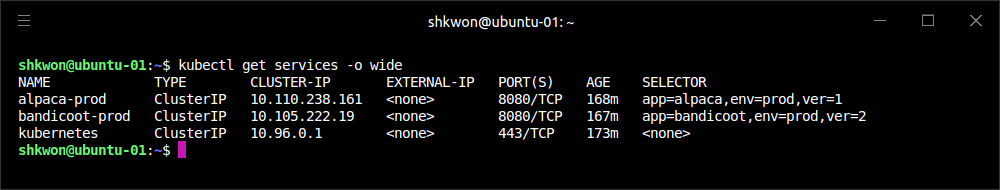 shkwon@ubuntu-01: ~
shkwon@ubuntu-01:~$ kubectl get services -o wide
NAME TYPE CLUSTER-IP EXTERNAL-IP PORT(S) AGE SELECTOR
alpaca-prod ClusterIP 10.110.238.161 <none> 8080/TCP 168m app=alpaca,env=prod,ver=1
bandicoot-prod ClusterIP 10.105.222.19 <none> 8080/TCP 167m app=bandicoot,env=prod,ver=2
kubernetes ClusterIP 10.96.0.1 <none> 443/TCP 173m <none>
shkwon@ubuntu-01:~$